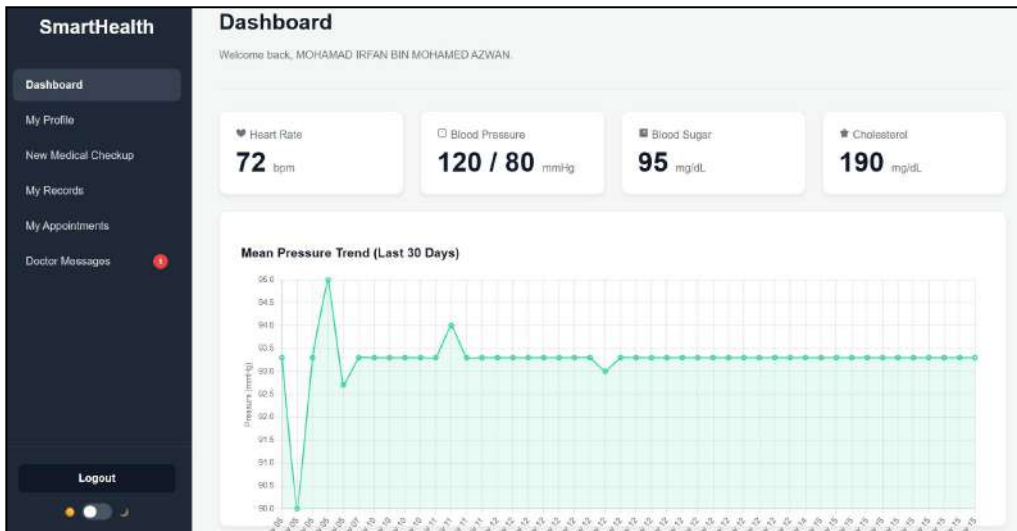 SmartHealth
Dashboard
My Profile
New Medical Checkup
My Records
My Appointments
Doctor Messages 1
Logout
Dashboard
Welcome back, MOHAMAD IRFAN BIN MOHAMED AZWAN.
Heart Rate
72 bpm
Blood Pressure
120 / 80 mmHg
Blood Sugar
95 mg/dL
Cholesterol
190 mg/dL
Mean Pressure Trend (Last 30 Days)
Pressure (mmHg)
95.0
94.5
94.0
93.5
93.0
92.5
92.0
91.5
91.0
90.5
90.0